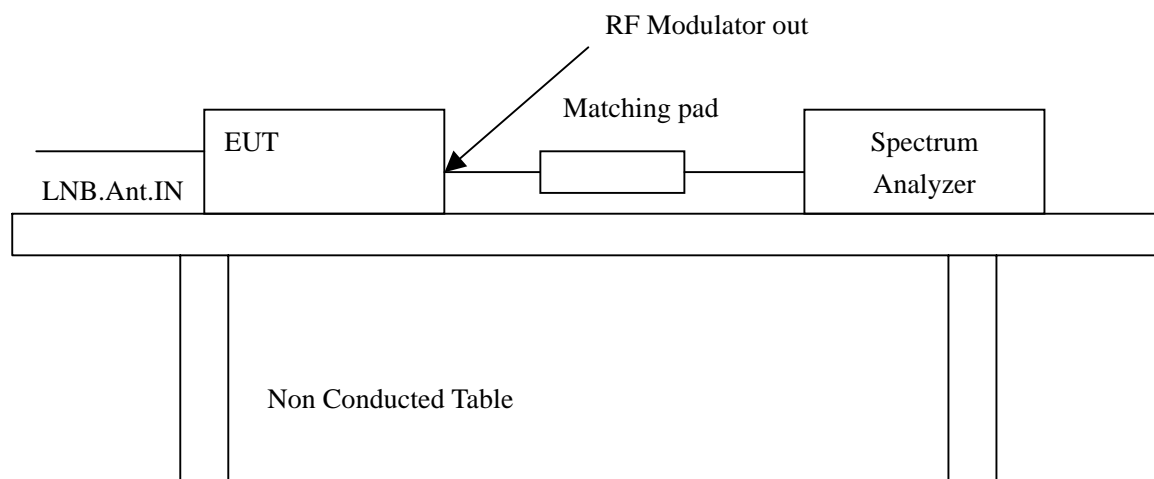 RF Modulator out
Matching pad
EUT
Spectrum
Analyzer
LNB.Ant.IN
Non Conducted Table